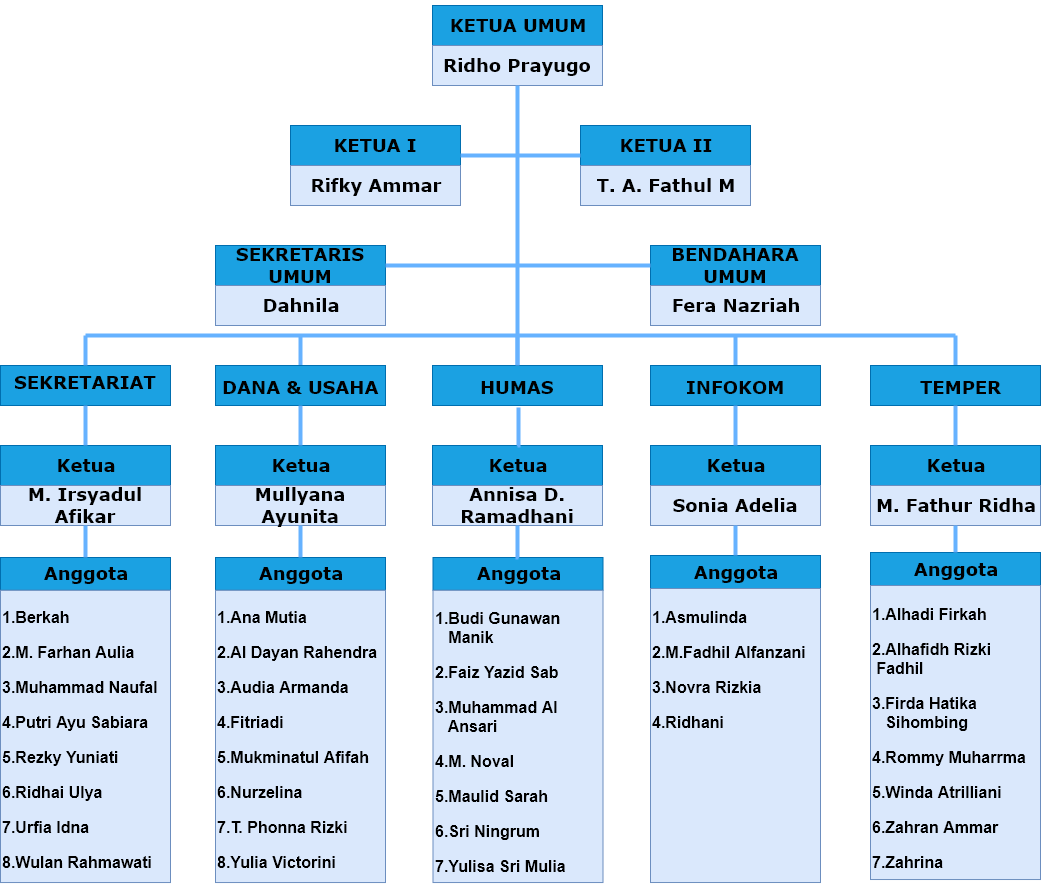 KETUA UMUM
Ridho Prayugo
KETUA I
Rifky Ammar
KETUA II
T. A. Fathul M
SEKRETARIS
UMUM
Dahnila
BENDAHARA
UMUM
Fera Nazriah
SEKRETARIAT
Ketua
M. Irsyadul
Afikar
Anggota
1.Berkah
2.M. Farhan Aulia
3.Muhammad Naufal
4.Putri Ayu Sabiara
5.Rezky Yuniati
6.Ridhai Ulya
7.Urfia Idna
8.Wulan Rahmawati
DANA & USAHA
Ketua
Mullyana
Ayunita
Anggota
1.Ana Mutia
2.Al Dayan Rahendra
3.Audia Armanda
4.Fitriadi
5.Mukminatul Afifah
6.Nurzelina
7.T. Phonna Rizki
8.Yulia Victorini
HUMAS
Ketua
Annisa D.
Ramadhani
Anggota
1.Budi Gunawan
Manik
2.Faiz Yazid Sab
3.Muhammad Al
Ansari
4.M. Noval
5.Maulid Sarah
6.Sri Ningrum
7.Yulisa Sri Mulia
INFOKOM
Ketua
Sonia Adelia
Anggota
1.Asmulinda
2.M.Fadhil Alfanzani
3.Novra Rizkia
4.Ridhani
TEMPER
Ketua
M. Fathur Ridha
Anggota
1.Alhadi Firkah
2.Alhafidh Rizki
Fadhil
3.Firda Hatika
Sihombing
4.Rommy Muharrma
5.Winda Atrilliani
6.Zahran Ammar
7.Zahrina